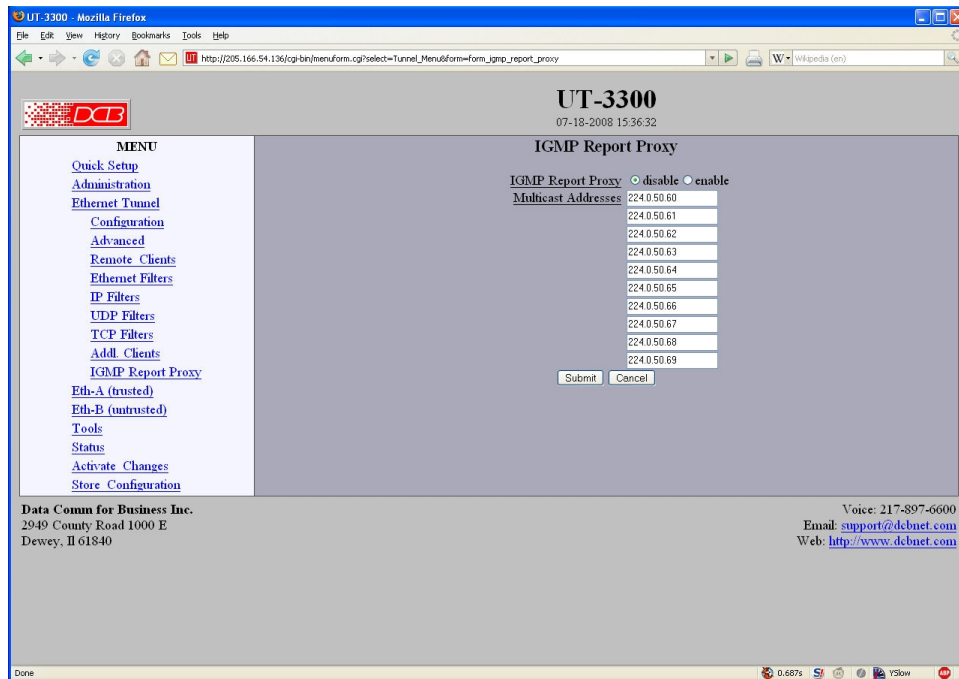 UT-3300 - Mozilla Firefox
File Edit View History Bookmarks Tools Help
UT http://205.166.54.136/cgi-bin/menuform.cgi?select=Tunnel_Menu&form=form_igmp_report_proxy W Wikipedia (en)
DCB
UT-3300
07-18-2008 15:36:32
MENU
Quick Setup
Administration
Ethernet Tunnel
Configuration
Advanced
Remote Clients
Ethernet Filters
IP Filters
UDP Filters
TCP Filters
Addl. Clients
IGMP Report Proxy
Eth-A (trusted)
Eth-B (untrusted)
Tools
Status
Activate Changes
Store Configuration
IGMP Report Proxy
IGMP Report Proxy disable enable
Multicast Addresses 224.0.50.60
224.0.50.61
224.0.50.62
224.0.50.63
224.0.50.64
224.0.50.65
224.0.50.66
224.0.50.67
224.0.50.68
224.0.50.69
Submit Cancel
Data Comm for Business Inc.
2949 County Road 1000 E
Dewey, Il 61840
Voice: 217-897-6600
Email: support@dcbnet.com
Web: http://www.dcbnet.com
Done 0.687s S YSlow ABP